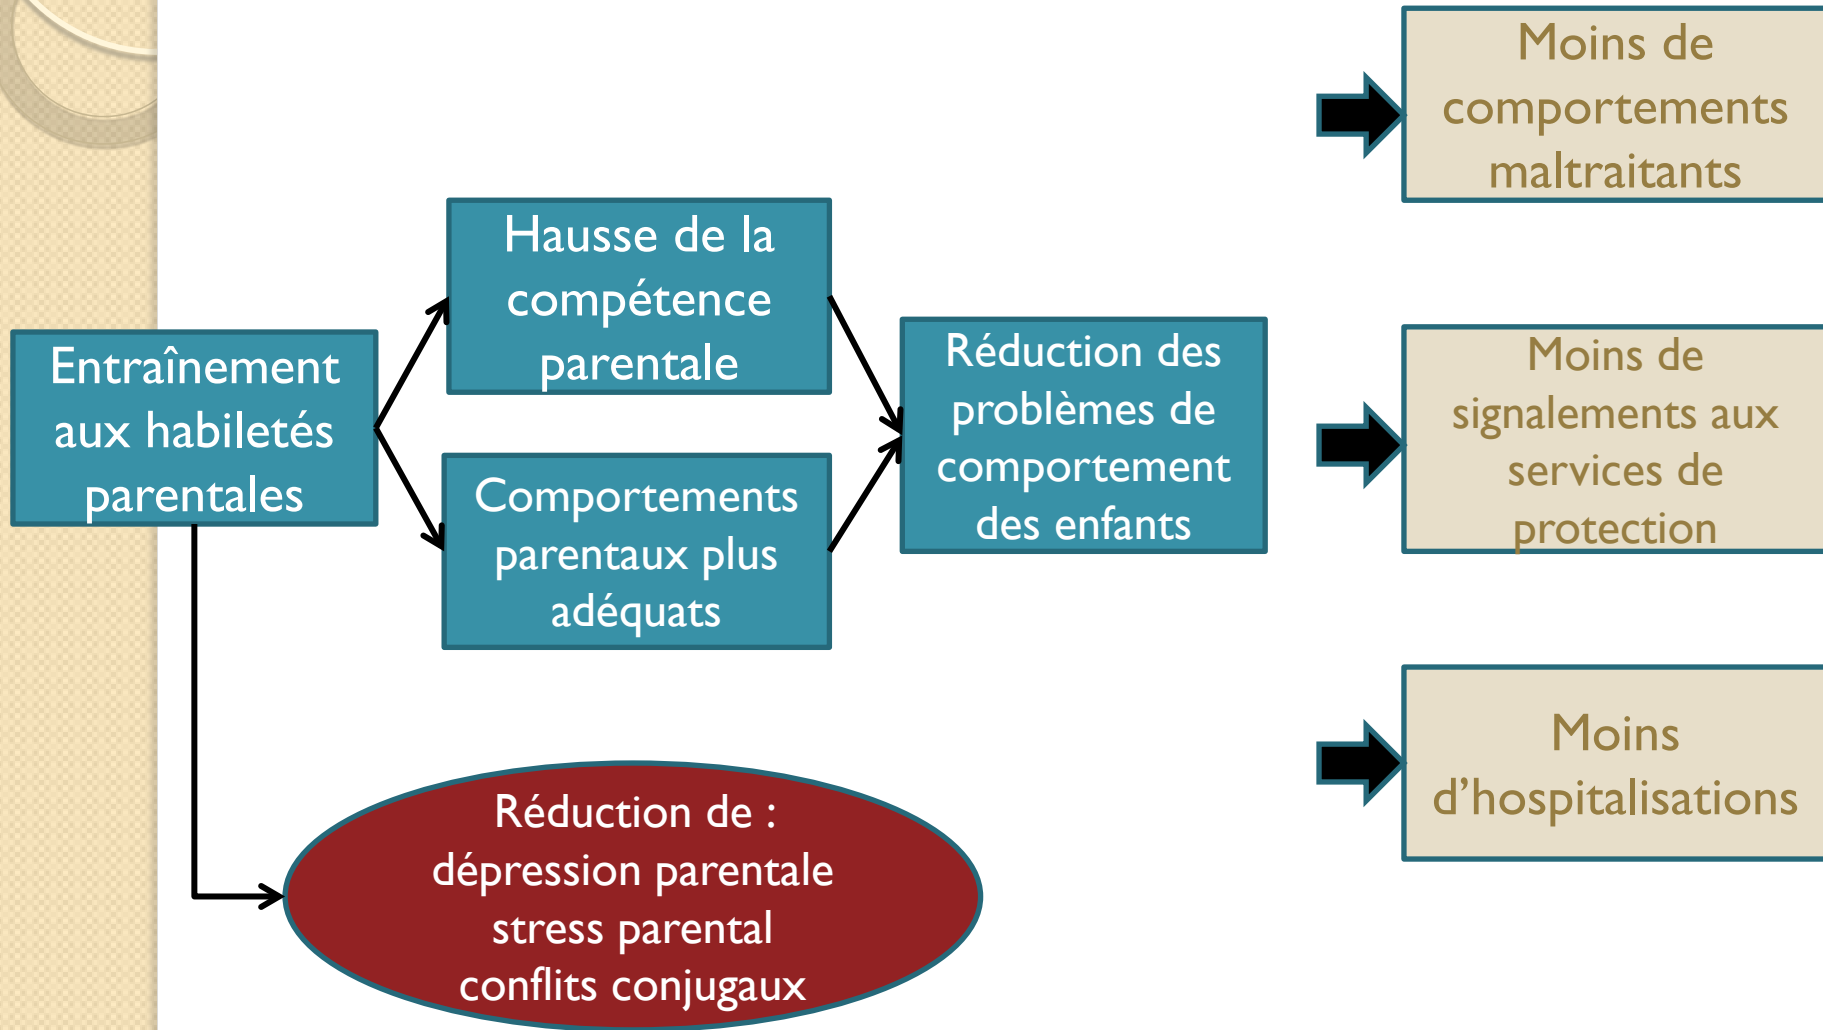 Entraînement
aux habiletés
parentales
Hausse de la
compétence
parentale
Comportements
parentaux plus
adéquats
Réduction des
problèmes de
comportement
des enfants
Réduction de :
dépression parentale
stress parental
conflits conjugaux
Moins de
comportements
maltraitants
Moins de
signalements aux
services de
protection
Moins
d’hospitalisations